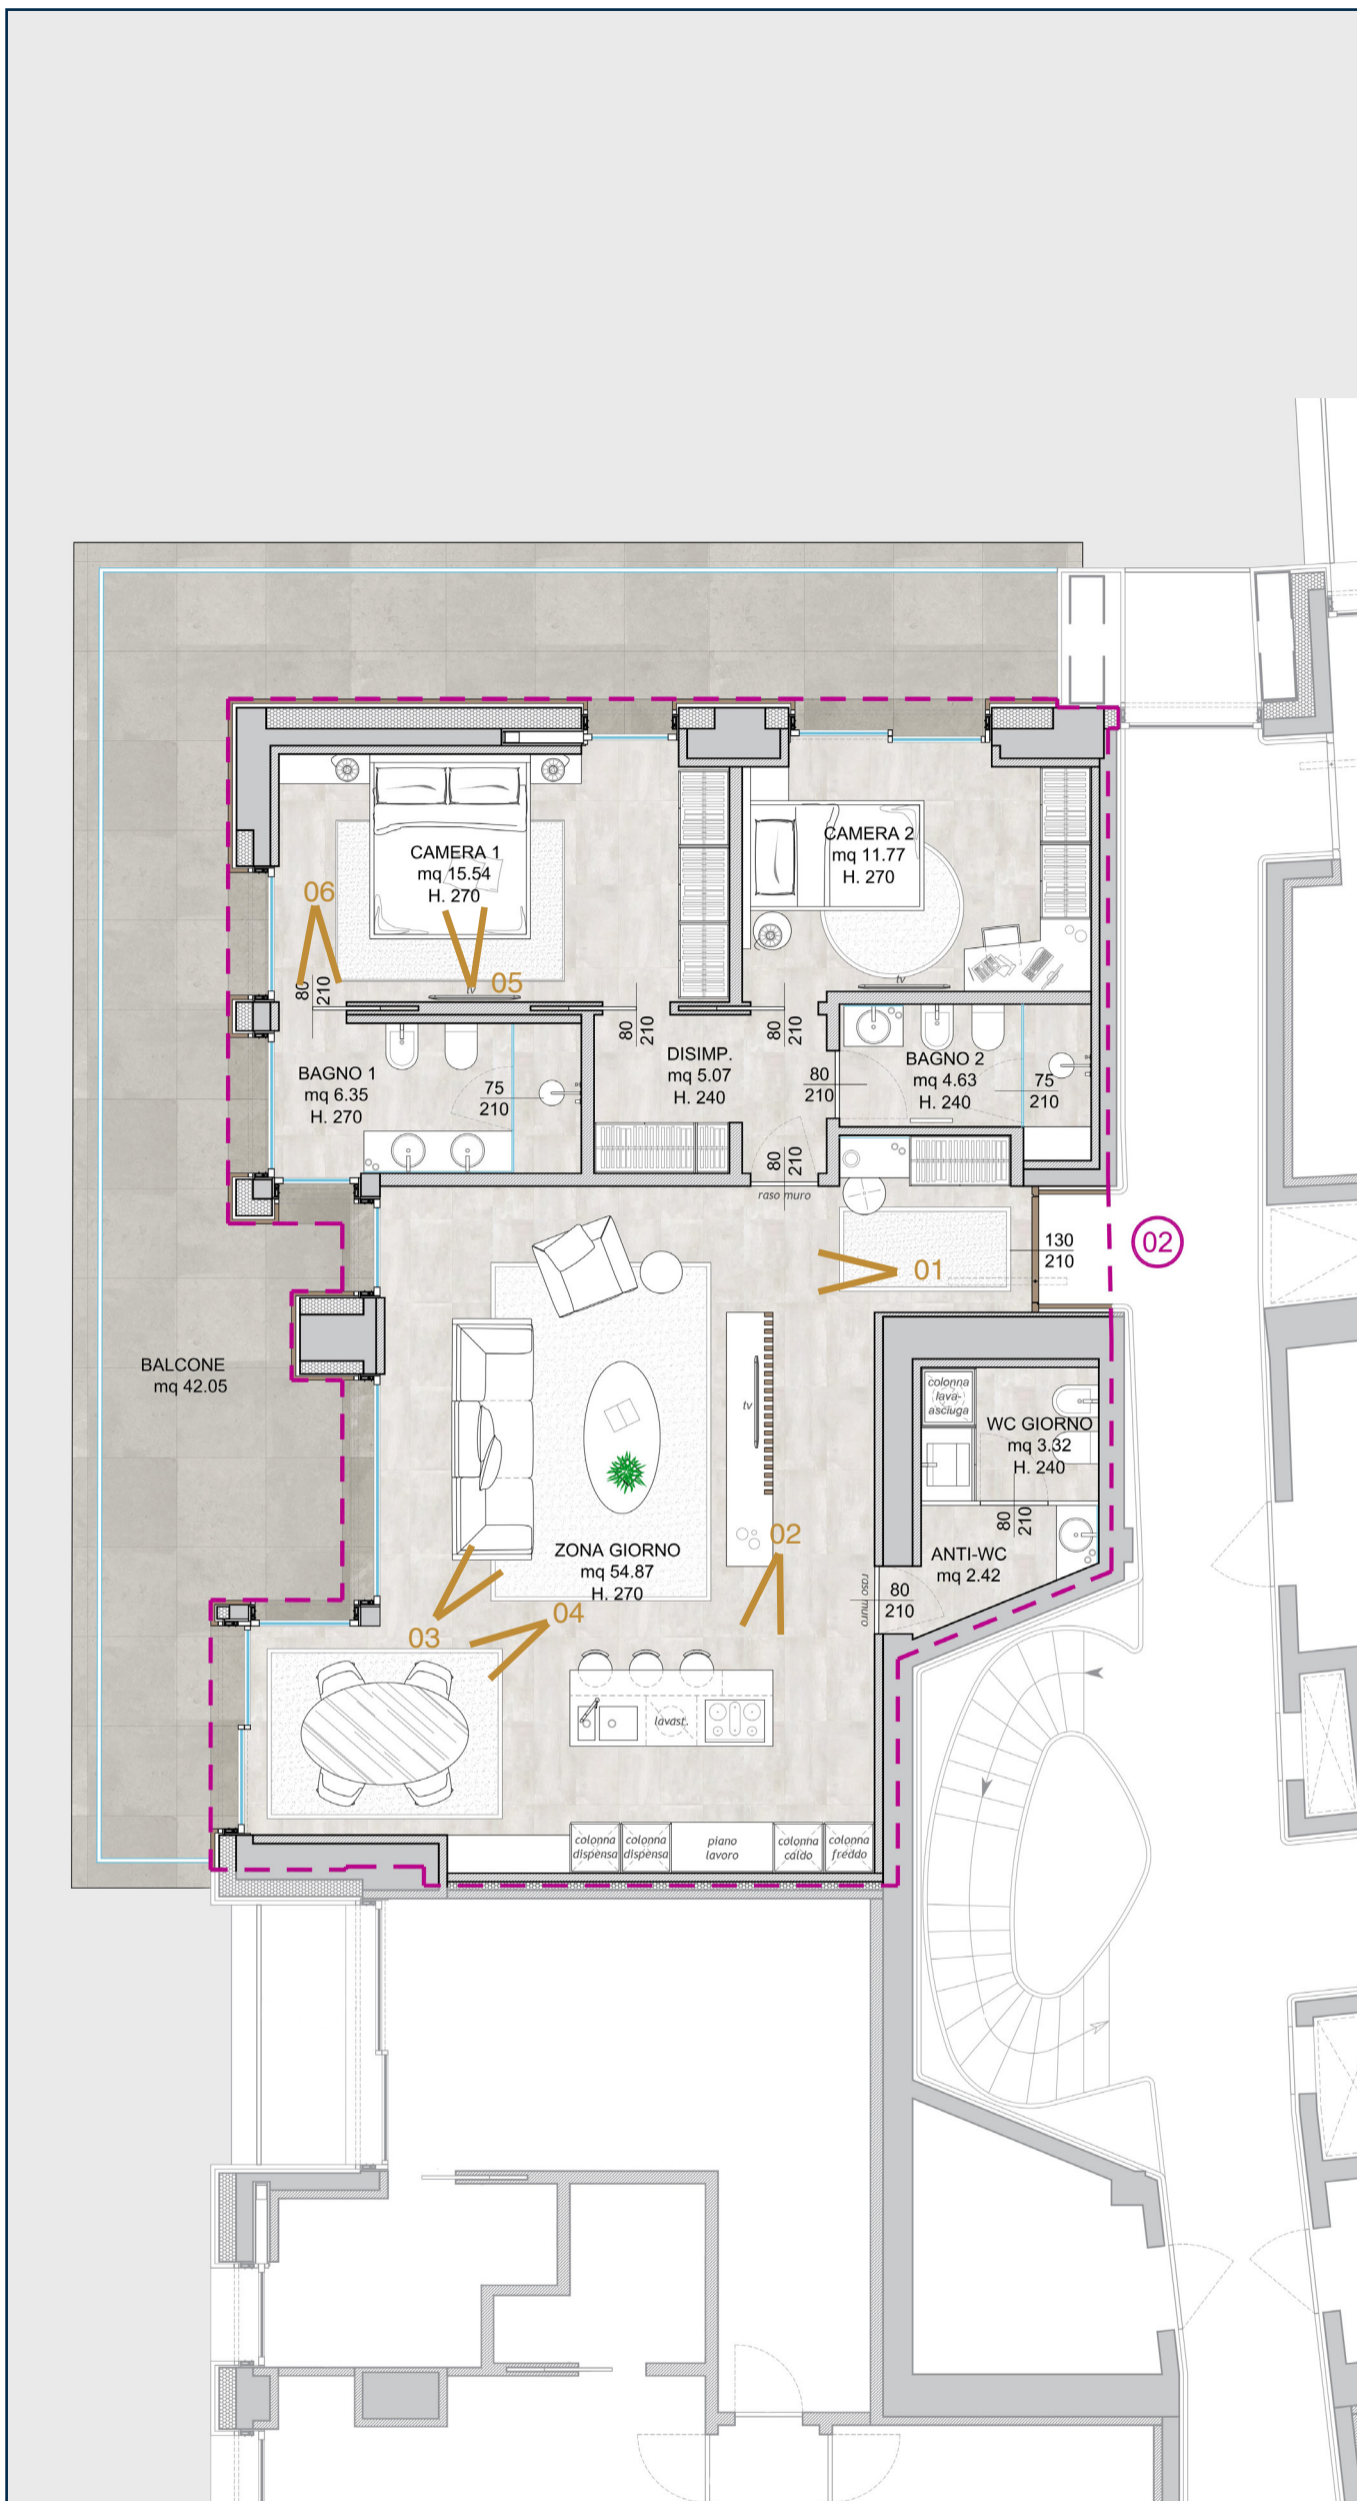 CAMERA 1
mq 15.54
H. 270
CAMERA 2
mq 11.77
H. 270
06
05
tv
tv
80
210
80
210
80
210
BAGNO 1
mq 6.35
H. 270
75
210
DISIMP.
mq 5.07
H. 240
80
210
BAGNO 2
mq 4.63
H. 240
75
210
80
210
raso muro
01
130
210
02
BALCONE
mq 42.05
tv
colonna
lava-
asciuga
WC GIORNO
mq 3.32
H. 240
80
210
ANTI-WC
mq 2.42
raso muro
80
210
02
ZONA GIORNO
mq 54.87
H. 270
03
04
lavast.
colonna
dispensa
colonna
dispensa
piano
lavoro
colonna
caldo
colonna
freddo